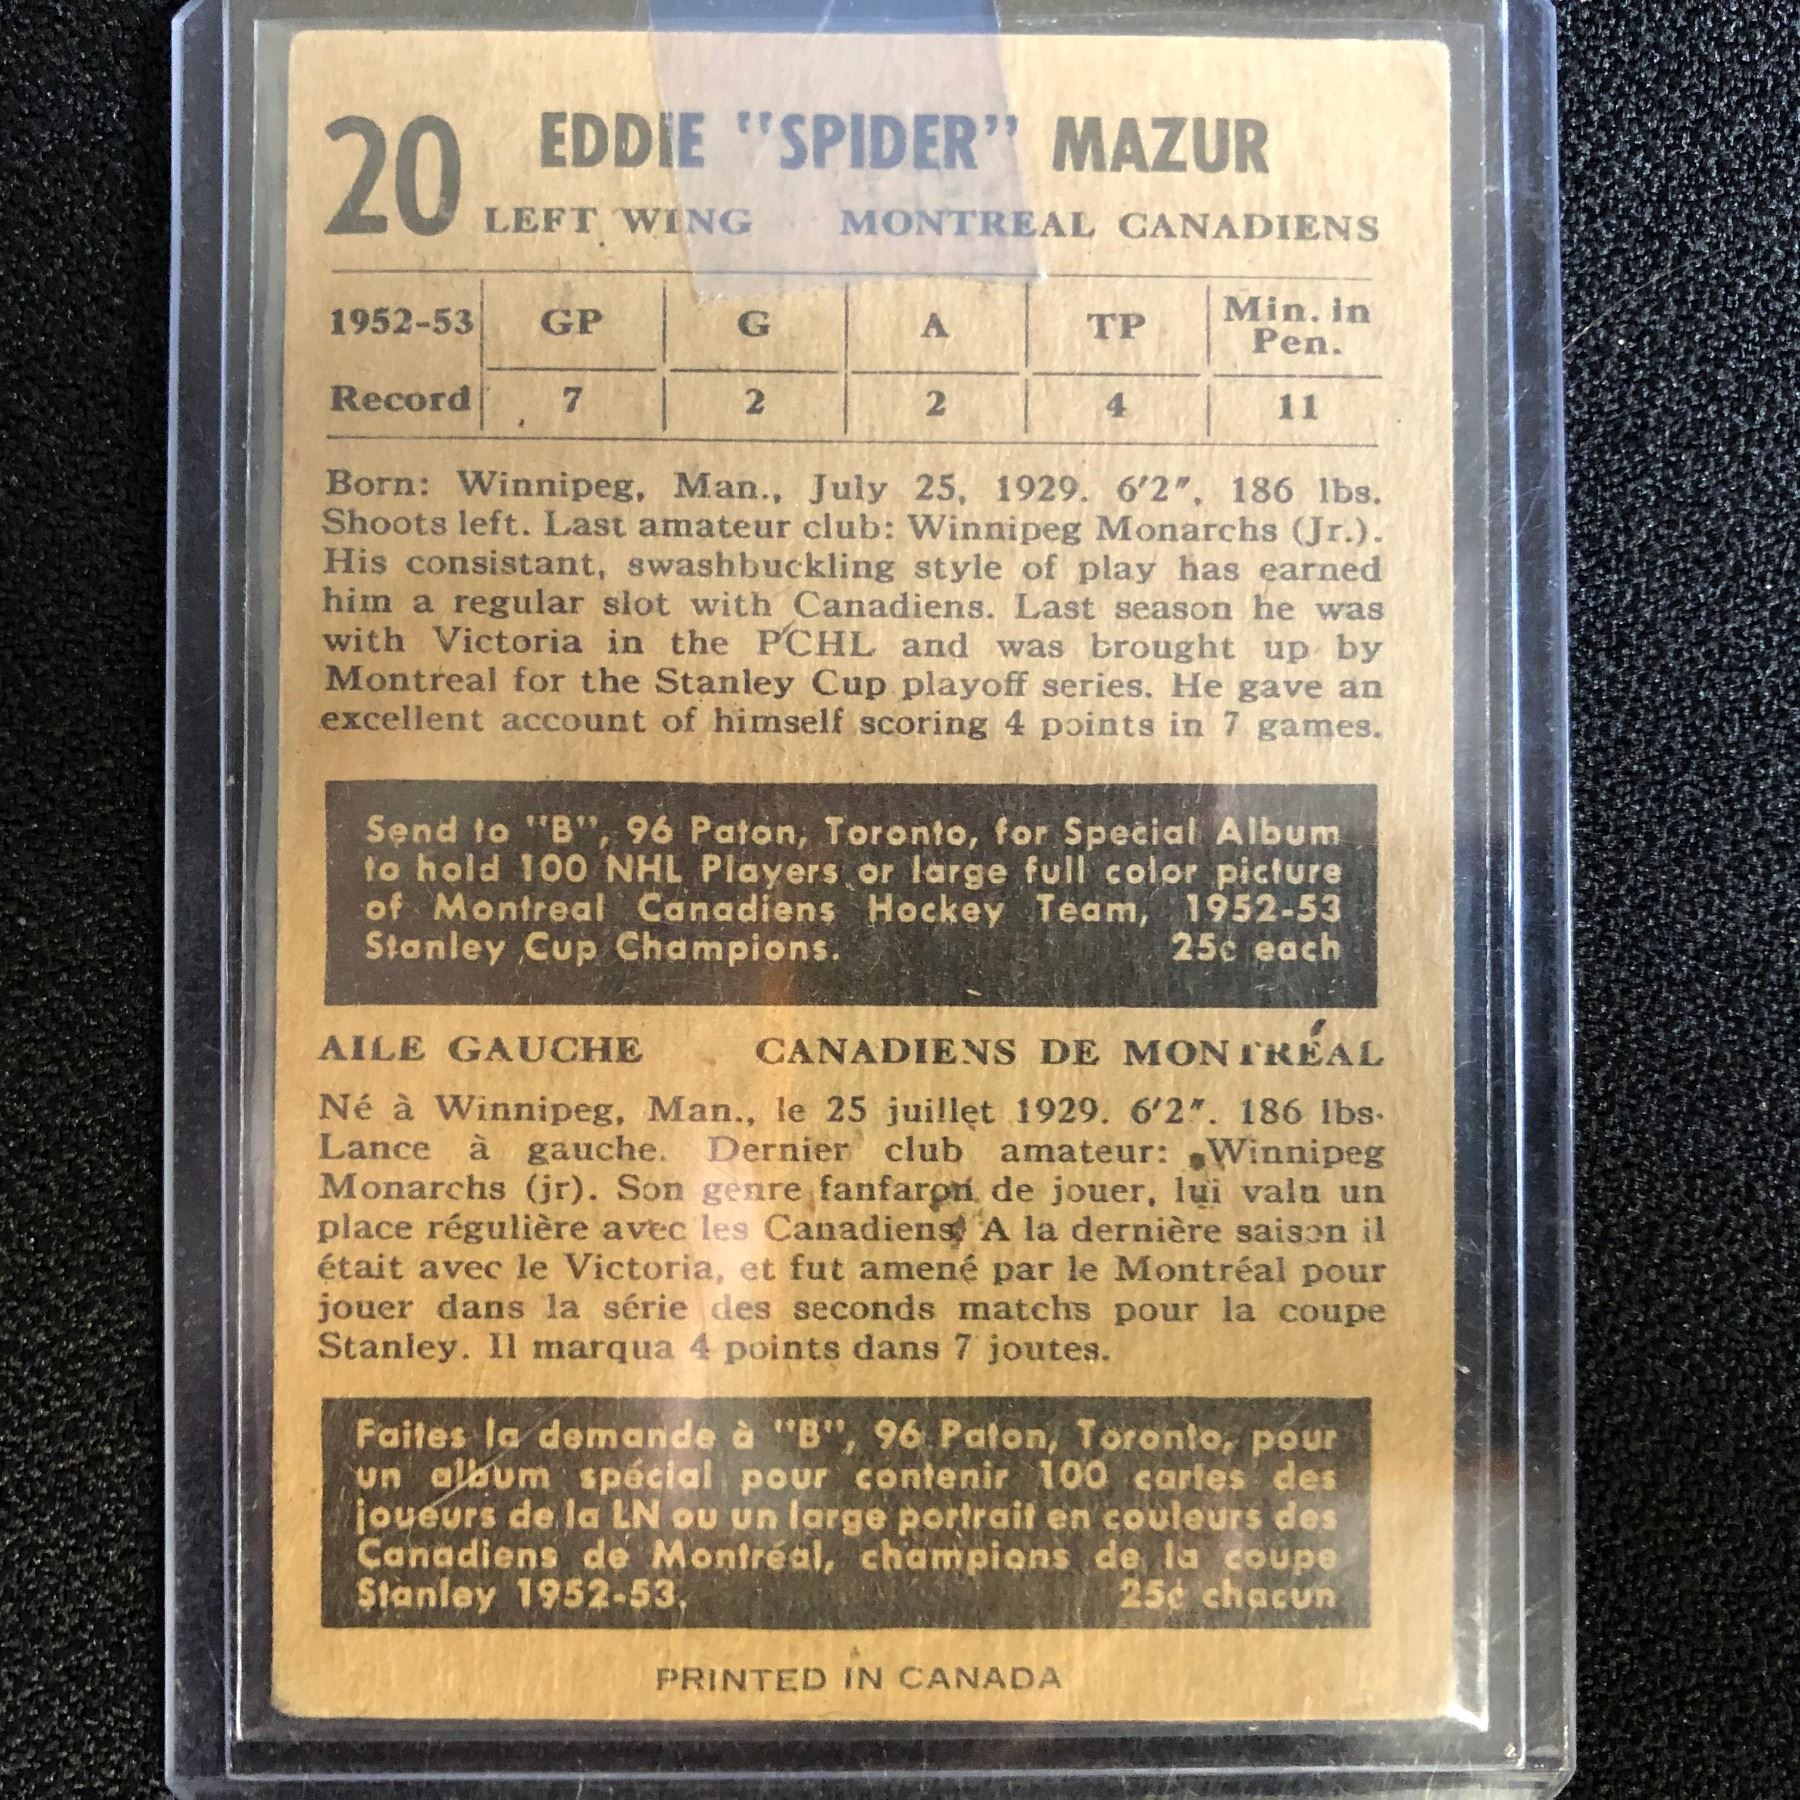 20 EDDIE "SPIDER" MAZUR
LEFT WING MONTREAL CANADIENS
1952-53 GP G A TP Min. in Pen.
Record 7 2 2 4 11
Born: Winnipeg, Man., July 25, 1929. 6'2", 186 lbs.
Shoots left. Last amateur club: Winnipeg Monarchs (Jr.).
His consistant, swashbuckling style of play has earned
him a regular slot with Canadiens. Last season he was
with Victoria in the PCHL and was brought up by
Montreal for the Stanley Cup playoff series. He gave an
excellent account of himself scoring 4 points in 7 games.
Send to "B", 96 Paton, Toronto, for Special Album
to hold 100 NHL Players or large full color picture
of Montreal Canadiens Hockey Team, 1952-53
Stanley Cup Champions. 25¢ each
AILE GAUCHE CANADIENS DE MONTRÉAL
Né à Winnipeg, Man., le 25 juillet 1929. 6'2". 186 lbs.
Lance à gauche. Dernier club amateur: Winnipeg
Monarchs (jr). Son genre fanfaron de jouer, lui valu un
place régulière avec les Canadiens. A la dernière saison il
était avec le Victoria, et fut amené par le Montréal pour
jouer dans la série des seconds matchs pour la coupe
Stanley. Il marqua 4 points dans 7 joutes.
Faites la demande à "B", 96 Paton, Toronto, pour
un album spécial pour contenir 100 cartes des
joueurs de la LN ou un large portrait en couleurs des
Canadiens de Montréal, champions de la coupe
Stanley 1952-53. 25¢ chacun
PRINTED IN CANADA